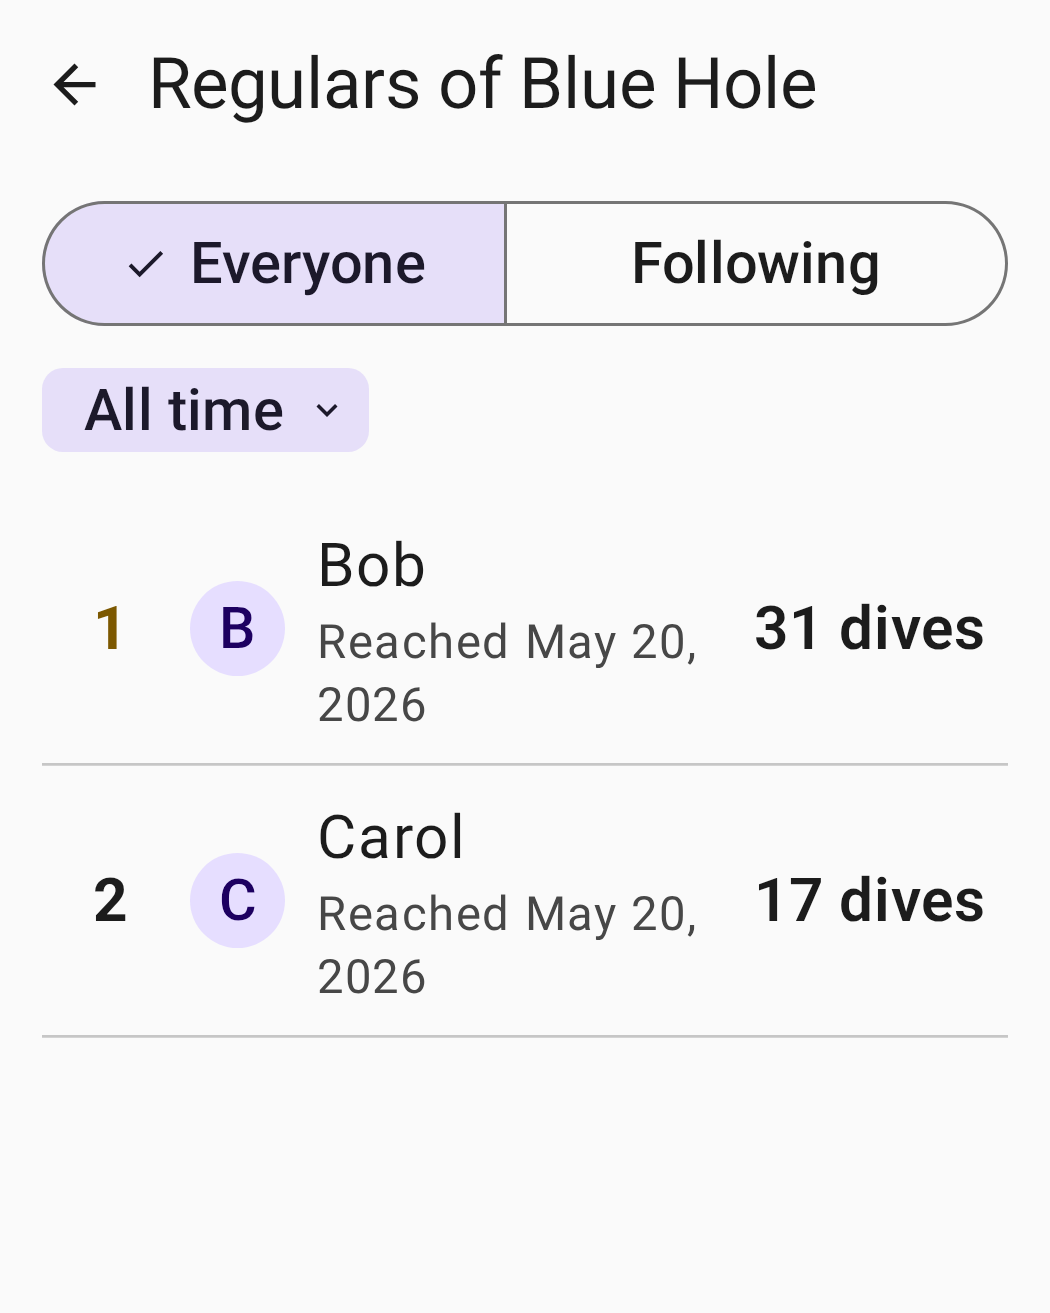 Regulars of Blue Hole
Everyone
Following
All time
1
B
Bob
Reached May 20,
2026
31 dives
2
C
Carol
Reached May 20,
2026
17 dives